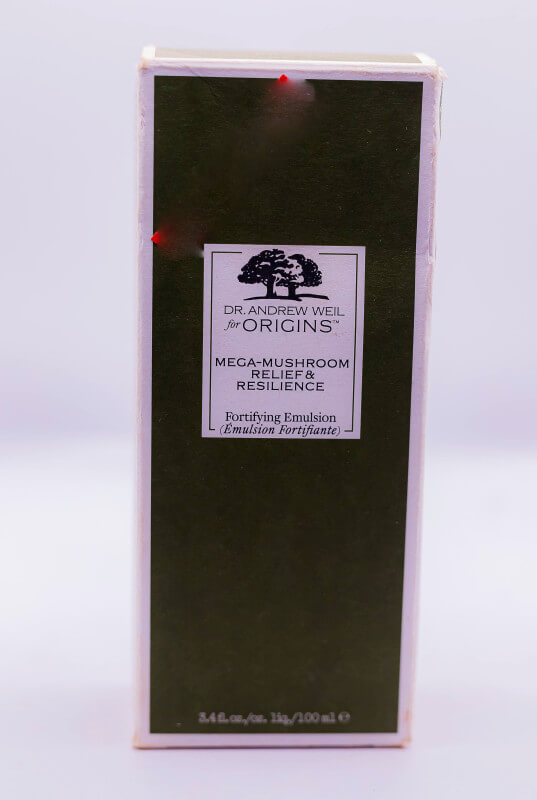 DR. ANDREW WEIL
for ORIGINS™
MEGA-MUSHROOM
RELIEF &
RESILIENCE
Fortifying Emulsion
(Émulsion Fortifiante)
3.4 fl. oz./oz. liq./100 ml ℮